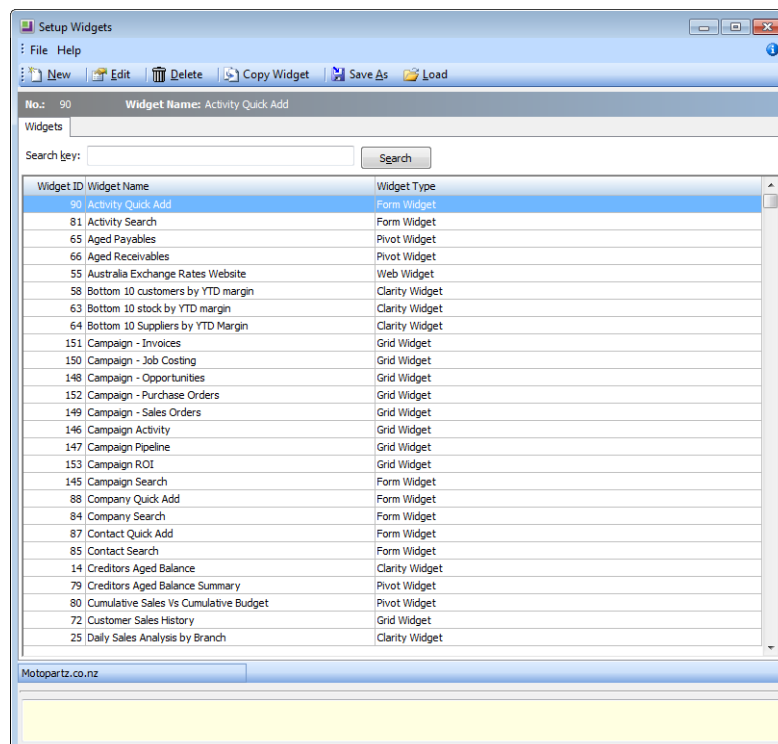 Setup Widgets
File Help
New Edit Delete Copy Widget Save As Load
No.: 90 Widget Name: Activity Quick Add
Widgets
Search key: Search
Widget ID Widget Name Widget Type
90 Activity Quick Add Form Widget
81 Activity Search Form Widget
65 Aged Payables Pivot Widget
66 Aged Receivables Pivot Widget
55 Australia Exchange Rates Website Web Widget
58 Bottom 10 customers by YTD margin Clarity Widget
63 Bottom 10 stock by YTD margin Clarity Widget
64 Bottom 10 Suppliers by YTD Margin Clarity Widget
151 Campaign - Invoices Grid Widget
150 Campaign - Job Costing Grid Widget
148 Campaign - Opportunities Grid Widget
152 Campaign - Purchase Orders Grid Widget
149 Campaign - Sales Orders Grid Widget
146 Campaign Activity Grid Widget
147 Campaign Pipeline Grid Widget
153 Campaign ROI Grid Widget
145 Campaign Search Form Widget
88 Company Quick Add Form Widget
84 Company Search Form Widget
87 Contact Quick Add Form Widget
85 Contact Search Form Widget
14 Creditors Aged Balance Clarity Widget
79 Creditors Aged Balance Summary Pivot Widget
80 Cumulative Sales Vs Cumulative Budget Pivot Widget
72 Customer Sales History Grid Widget
25 Daily Sales Analysis by Branch Clarity Widget
Motopartz.co.nz